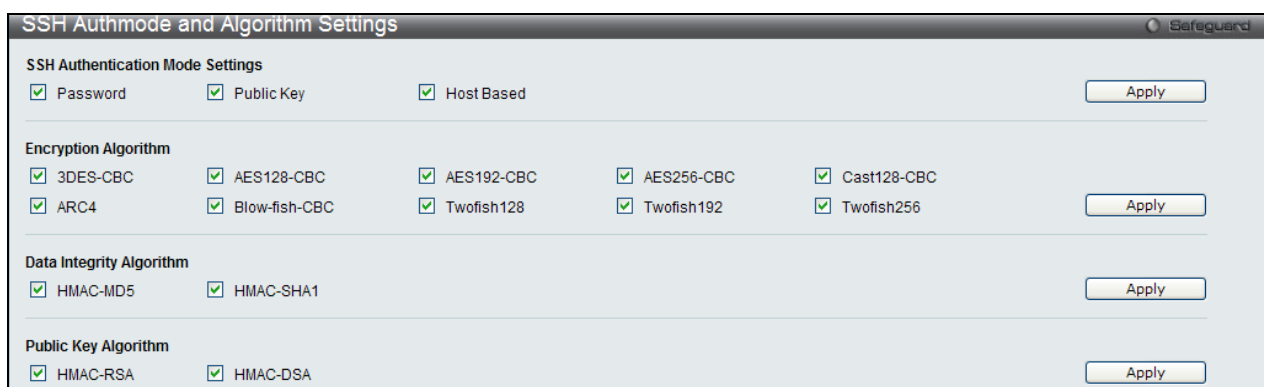 SSH Authmode and Algorithm Settings
Safeguard
SSH Authentication Mode Settings
Password Public Key Host Based Apply
Encryption Algorithm
3DES-CBC AES128-CBC AES192-CBC AES256-CBC Cast128-CBC
ARC4 Blow-fish-CBC Twofish128 Twofish192 Twofish256 Apply
Data Integrity Algorithm
HMAC-MD5 HMAC-SHA1 Apply
Public Key Algorithm
HMAC-RSA HMAC-DSA Apply